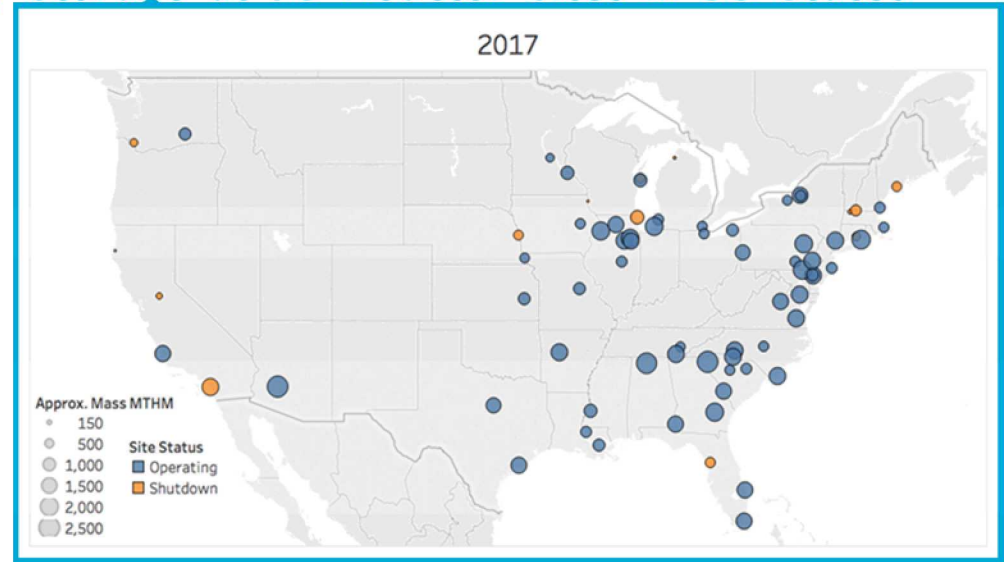 2017
Approx. Mass MTHM
150
500
1,000
1,500
2,000
2,500
Site Status
Operating
Shutdown